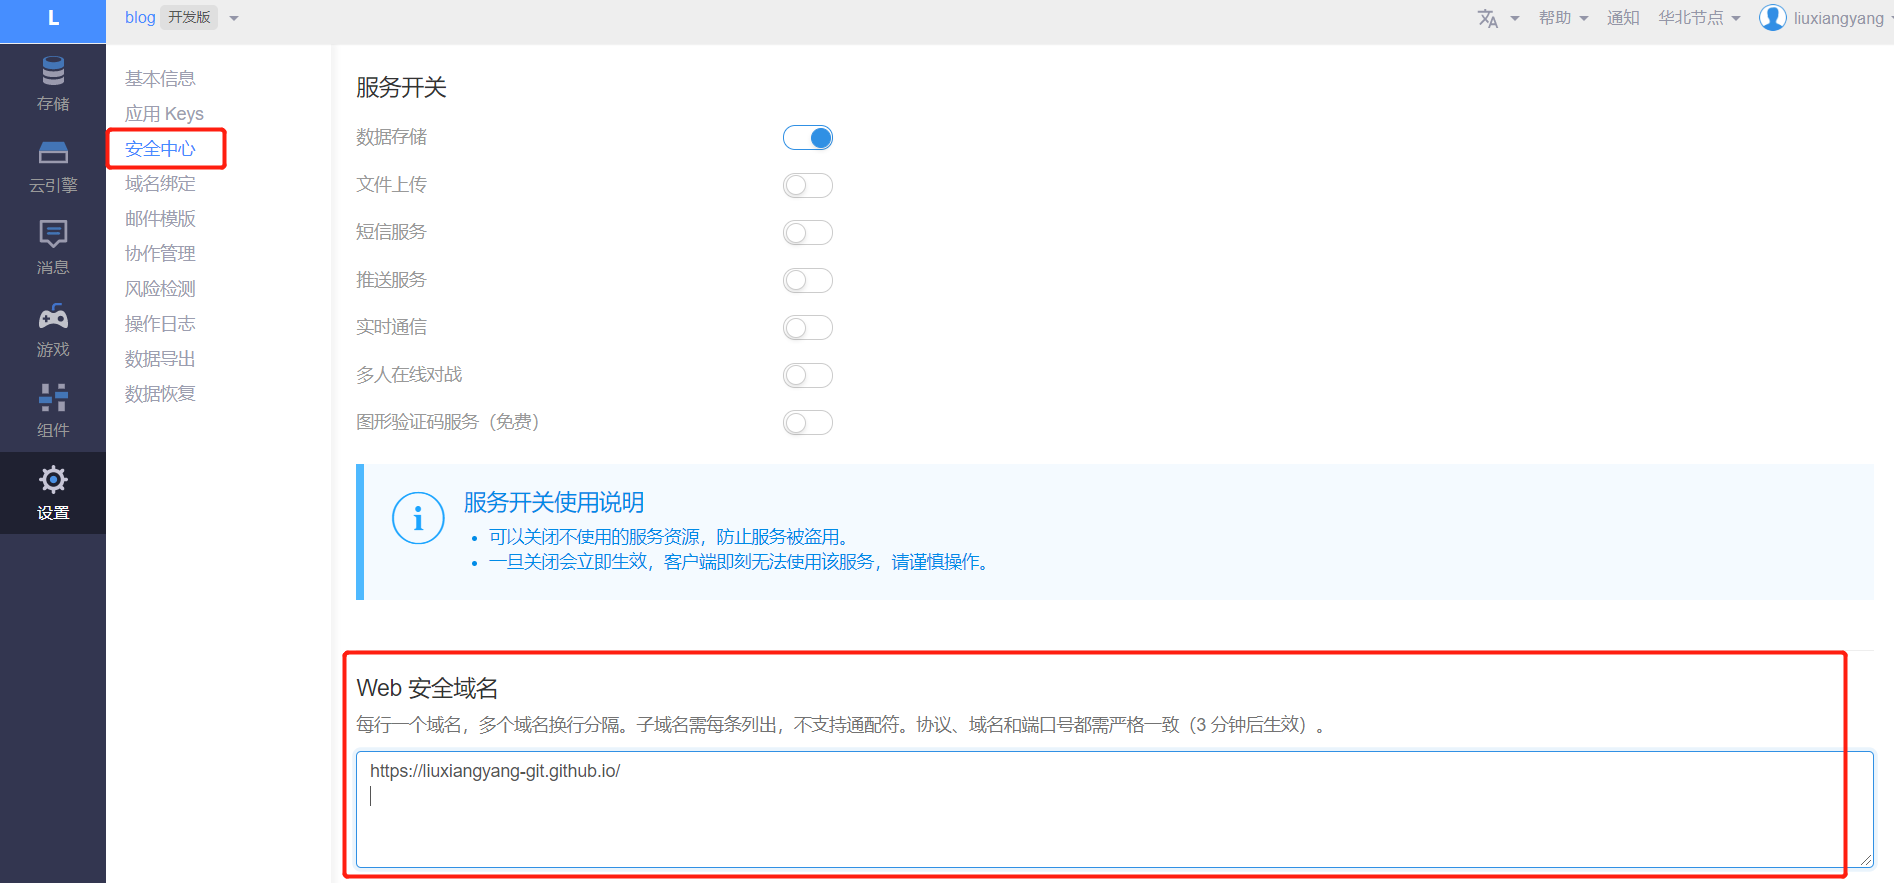 L
blog 开发版
帮助
通知
华北节点
liuxiangyang
存储
云引擎
消息
游戏
组件
设置
基本信息
应用 Keys
安全中心
域名绑定
邮件模版
协作管理
风险检测
操作日志
数据导出
数据恢复
服务开关
数据存储
文件上传
短信服务
推送服务
实时通信
多人在线对战
图形验证码服务（免费）
服务开关使用说明
• 可以关闭不使用的服务资源，防止服务被盗用。
• 一旦关闭会立即生效，客户端即刻无法使用该服务，请谨慎操作。
Web 安全域名
每行一个域名，多个域名换行分隔。子域名需每条列出，不支持通配符。协议、域名和端口号都需严格一致（3 分钟后生效）。
https://liuxiangyang-git.github.io/